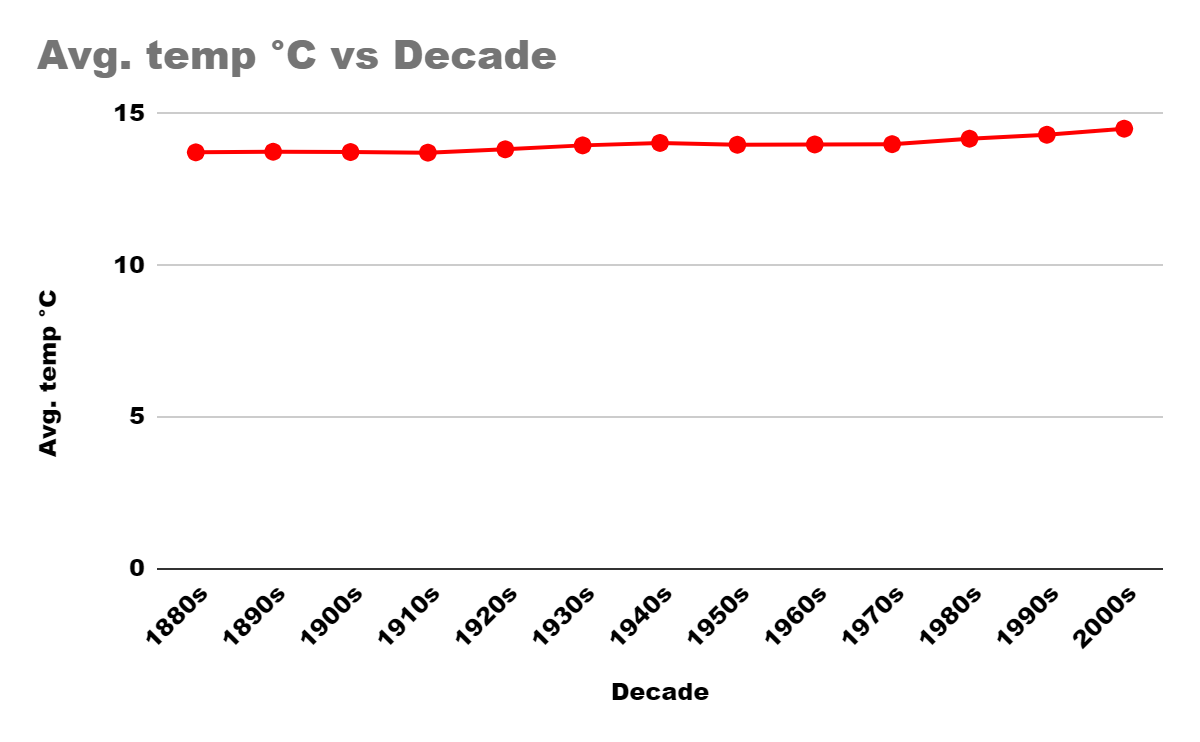 Avg. temp °C vs Decade
15
10
5
0
Avg. temp °C
1880s
1890s
1900s
1910s
1920s
1930s
1940s
1950s
1960s
1970s
1980s
1990s
2000s
Decade